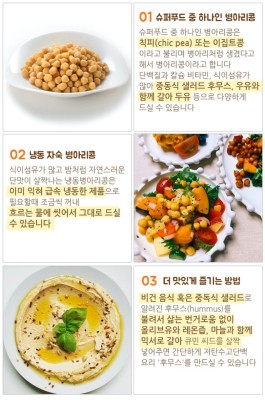 01 슈퍼푸드 중 하나인 병아리콩
슈퍼푸드 중 하나인 병아리콩은
칙피(chic pea) 또는 이집트콩
이라고 불리며 병아리처럼 생겼다고
해서 병아리콩이라고 합니다
단백질과 칼슘 비타민, 식이섬유가
많아 중동식 샐러드 후무스, 우유와
함께 갈아 두유 등으로 다양하게
드실 수 있습니다
02 냉동 자숙 병아리콩
식이섬유가 많고 밤처럼 자연스러운
단맛이 살짝나는 냉동병아리콩은
이미 익혀 급속 냉동한 제품으로
필요할때 조금씩 꺼내
흐르는 물에 씻어서 그대로 드실
수 있습니다
03 더 맛있게 즐기는 방법
비건 음식 혹은 중동식 샐러드로
알려진 후무스(hummus)를
불려서 삶는 번거로움 없이
올리브유와 레몬즙, 마늘과 함께
믹서로 갈아 큐민 씨드를 살짝
넣어주면 간단하게 저탄수고단백
요리 '후무스'를 만드실 수 있습니다